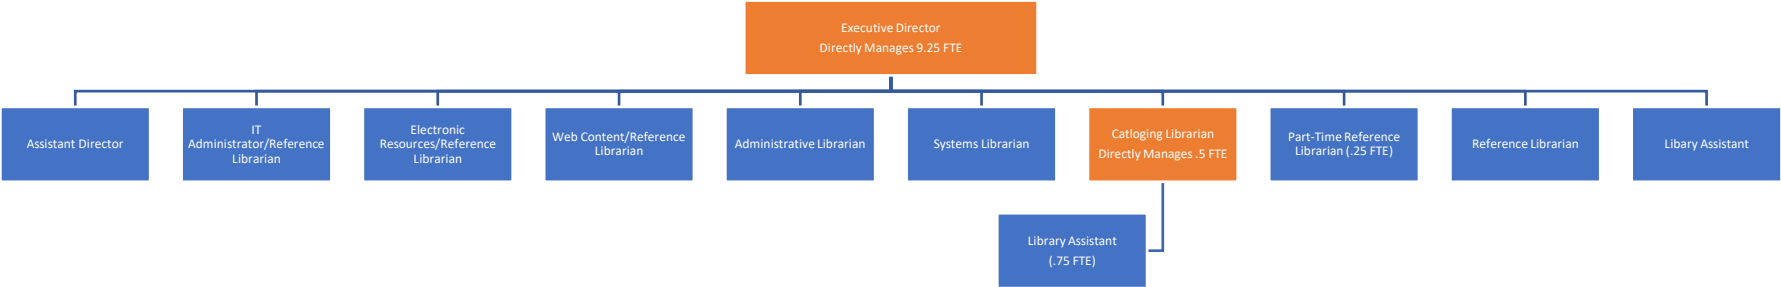 Executive Director
Directly Manages 9.25 FTE
Assistant Director
IT
Administrator/Reference
Librarian
Electronic
Resources/Reference
Librarian
Web Content/Reference
Librarian
Administrative Librarian
Systems Librarian
Catloging Librarian
Directly Manages .5 FTE
Part-Time Reference
Librarian (.25 FTE)
Reference Librarian
Libary Assistant
Library Assistant
(.75 FTE)